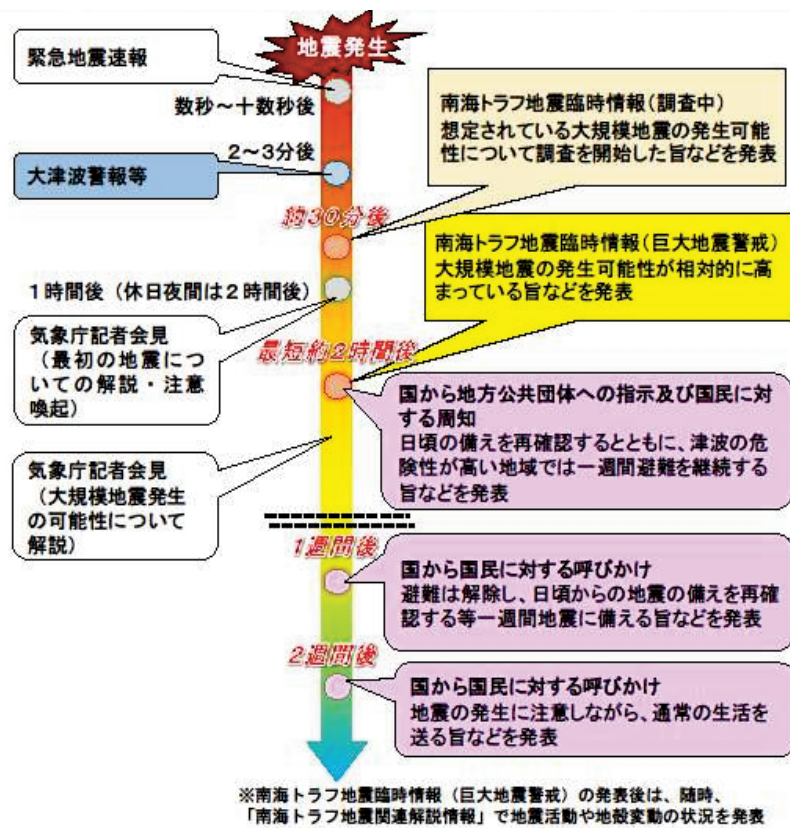 地震発生
緊急地震速報
数秒～十数秒後
2～3分後
大津波警報等
約30分後
南海トラフ地震臨時情報(調査中)
想定されている大規模地震の発生可能
性について調査を開始した旨などを発表
1時間後（休日夜間は2時間後）
気象庁記者会見
（最初の地震につ
いての解説・注意
喚起）
最短約2時間後
南海トラフ地震臨時情報(巨大地震警戒)
大規模地震の発生可能性が相対的に高
まっている旨などを発表
国から地方公共団体への指示及び国民に対
する周知
日頃の備えを再確認するとともに、津波の危
険性が高い地域では一週間避難を継続する
旨などを発表
気象庁記者会見
（大規模地震発生
の可能性について
解説）
1週間後
国から国民に対する呼びかけ
避難は解除し、日頃からの地震の備えを再確
認する等一週間地震に備える旨などを発表
2週間後
国から国民に対する呼びかけ
地震の発生に注意しながら、通常の生活を
送る旨などを発表
※南海トラフ地震臨時情報（巨大地震警戒）の発表後は、随時、
「南海トラフ地震関連解説情報」で地震活動や地殻変動の状況を発表